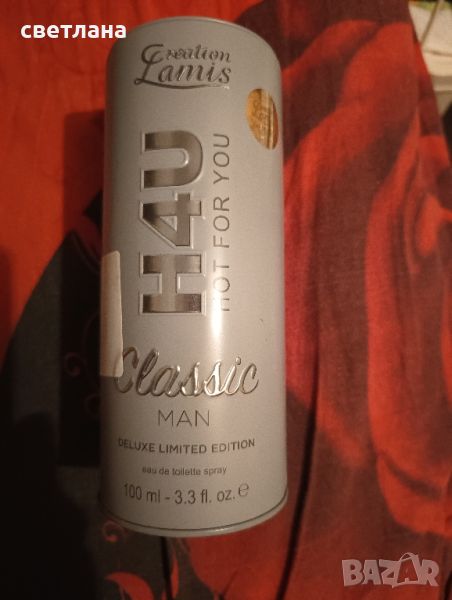 светлана
Creation
Lamis
H4U
HOT FOR YOU
Classic
MAN
DELUXE LIMITED EDITION
eau de toilette spray
100 ml - 3.3 fl. oz. ℮
BAZAR